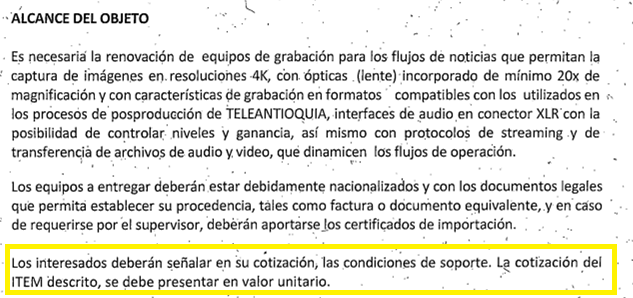 ALCANCE DEL OBJETO
Es necesaria la renovación de equipos de grabación para los flujos de noticias que permitan la
captura de imágenes en resoluciones 4K, con ópticas (lente) incorporado de mínimo 20x de
magnificación y con características de grabación en formatos compatibles con los utilizados en
los procesos de posproducción de TELEANTIOQUIA, interfaces de audio en conector XLR con la
posibilidad de controlar niveles y ganancia, así mismo con protocolos de streaming y de
transferencia de archivos de audio y video, que dinamicen los flujos de operación.
Los equipos a entregar deberán estar debidamente nacionalizados y con los documentos legales
que permita establecer su procedencia, tales como factura o documento equivalente, y en caso
de requerirse por el supervisor, deberán aportarse los certificados de importación.
Los interesados deberán señalar en su cotización, las condiciones de soporte. La cotización del
ITEM descrito, se debe presentar en valor unitario.